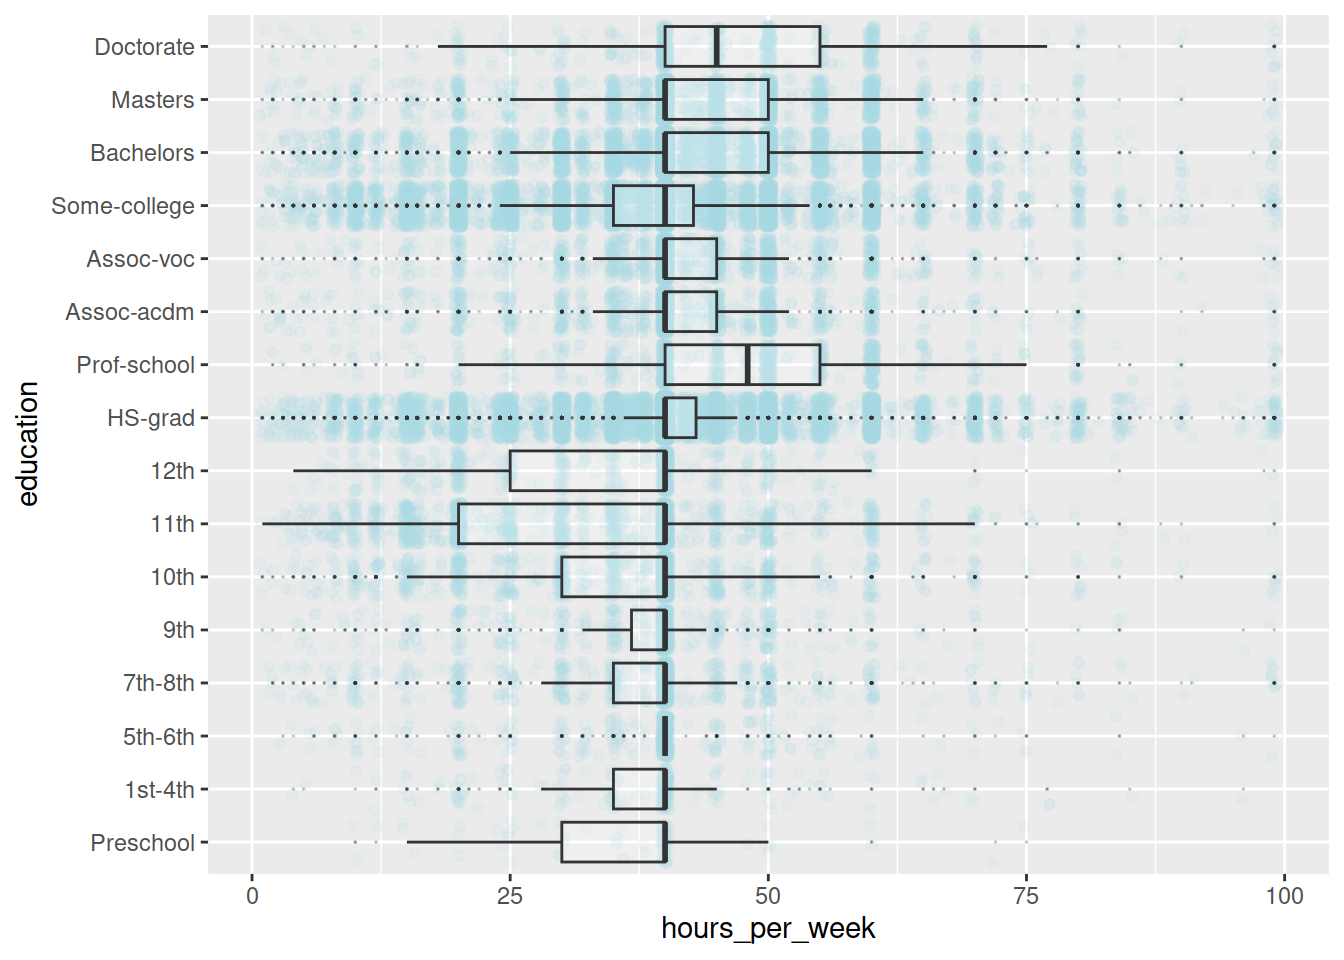 Doctorate
Masters
Bachelors
Some-college
Assoc-voc
Assoc-acdm
Prof-school
HS-grad
12th
11th
10th
9th
7th-8th
5th-6th
1st-4th
Preschool
education
0 25 50 75 100
hours_per_week